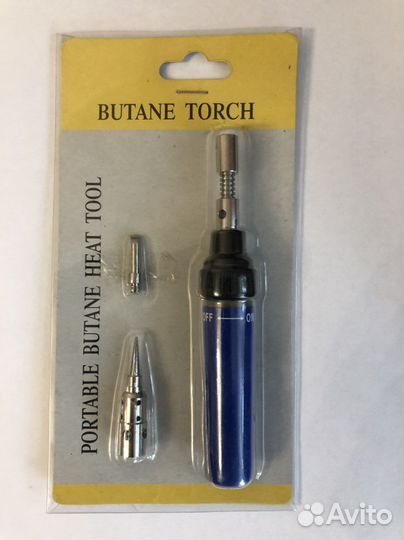 BUTANE TORCH
PORTABLE BUTANE HEAT TOOL
OFF ON
Avito